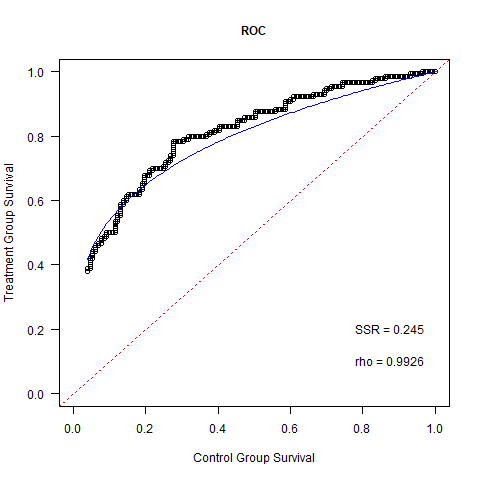 ROC
Treatment Group Survival
1.0
0.8
0.6
0.4
0.2
0.0
SSR = 0.245
rho = 0.9926
0.0 0.2 0.4 0.6 0.8 1.0
Control Group Survival